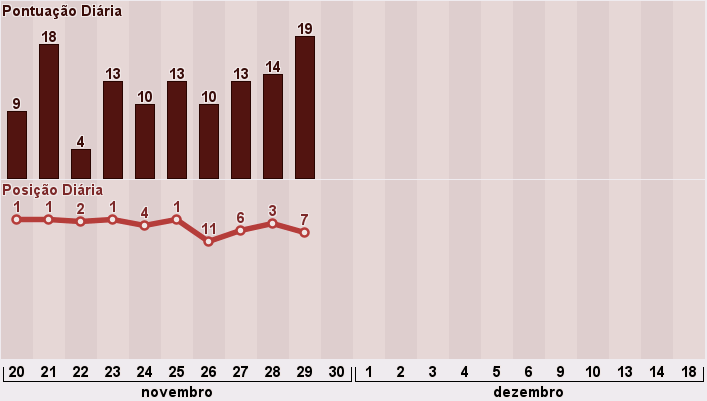 Pontuação Diária
9 18 4 13 10 13 10 13 14 19
Posição Diária
1 1 2 1 4 1 11 6 3 7
20 21 22 23 24 25 26 27 28 29 30 1 2 3 4 5 6 9 10 13 14 18
novembro dezembro